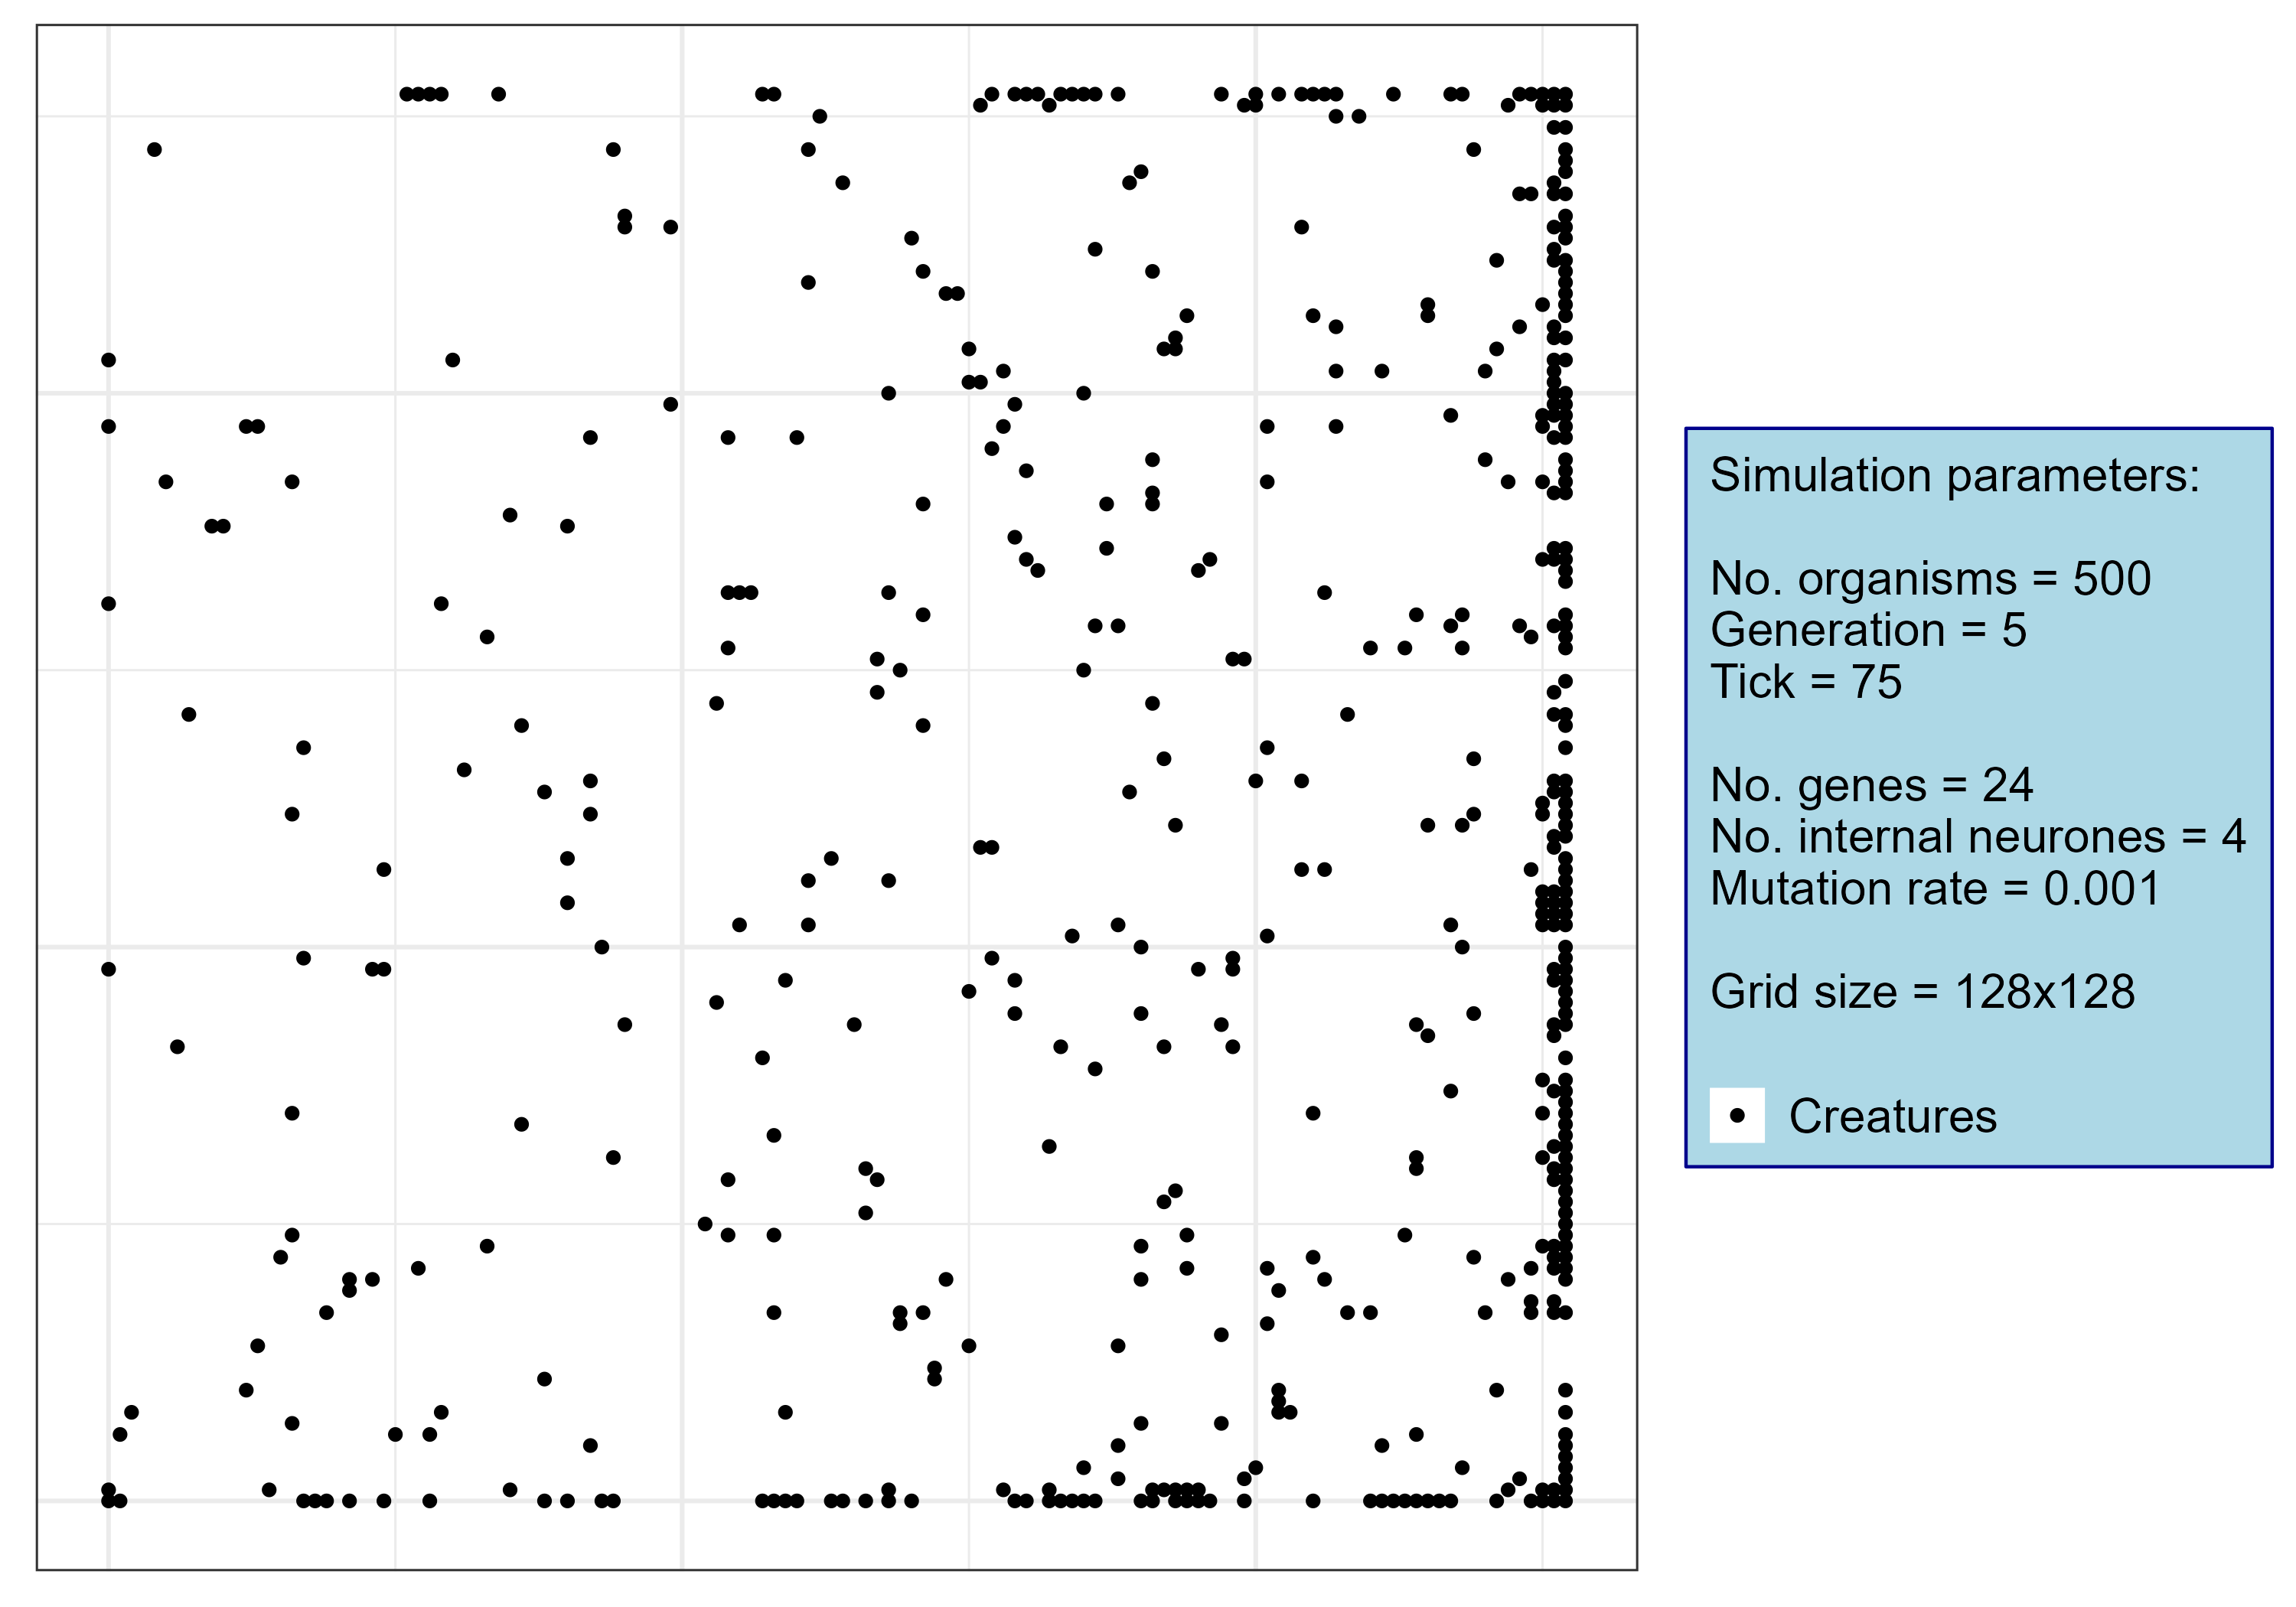 Simulation parameters:
No. organisms = 500
Generation = 5
Tick = 75
No. genes = 24
No. internal neurones = 4
Mutation rate = 0.001
Grid size = 128x128
Creatures